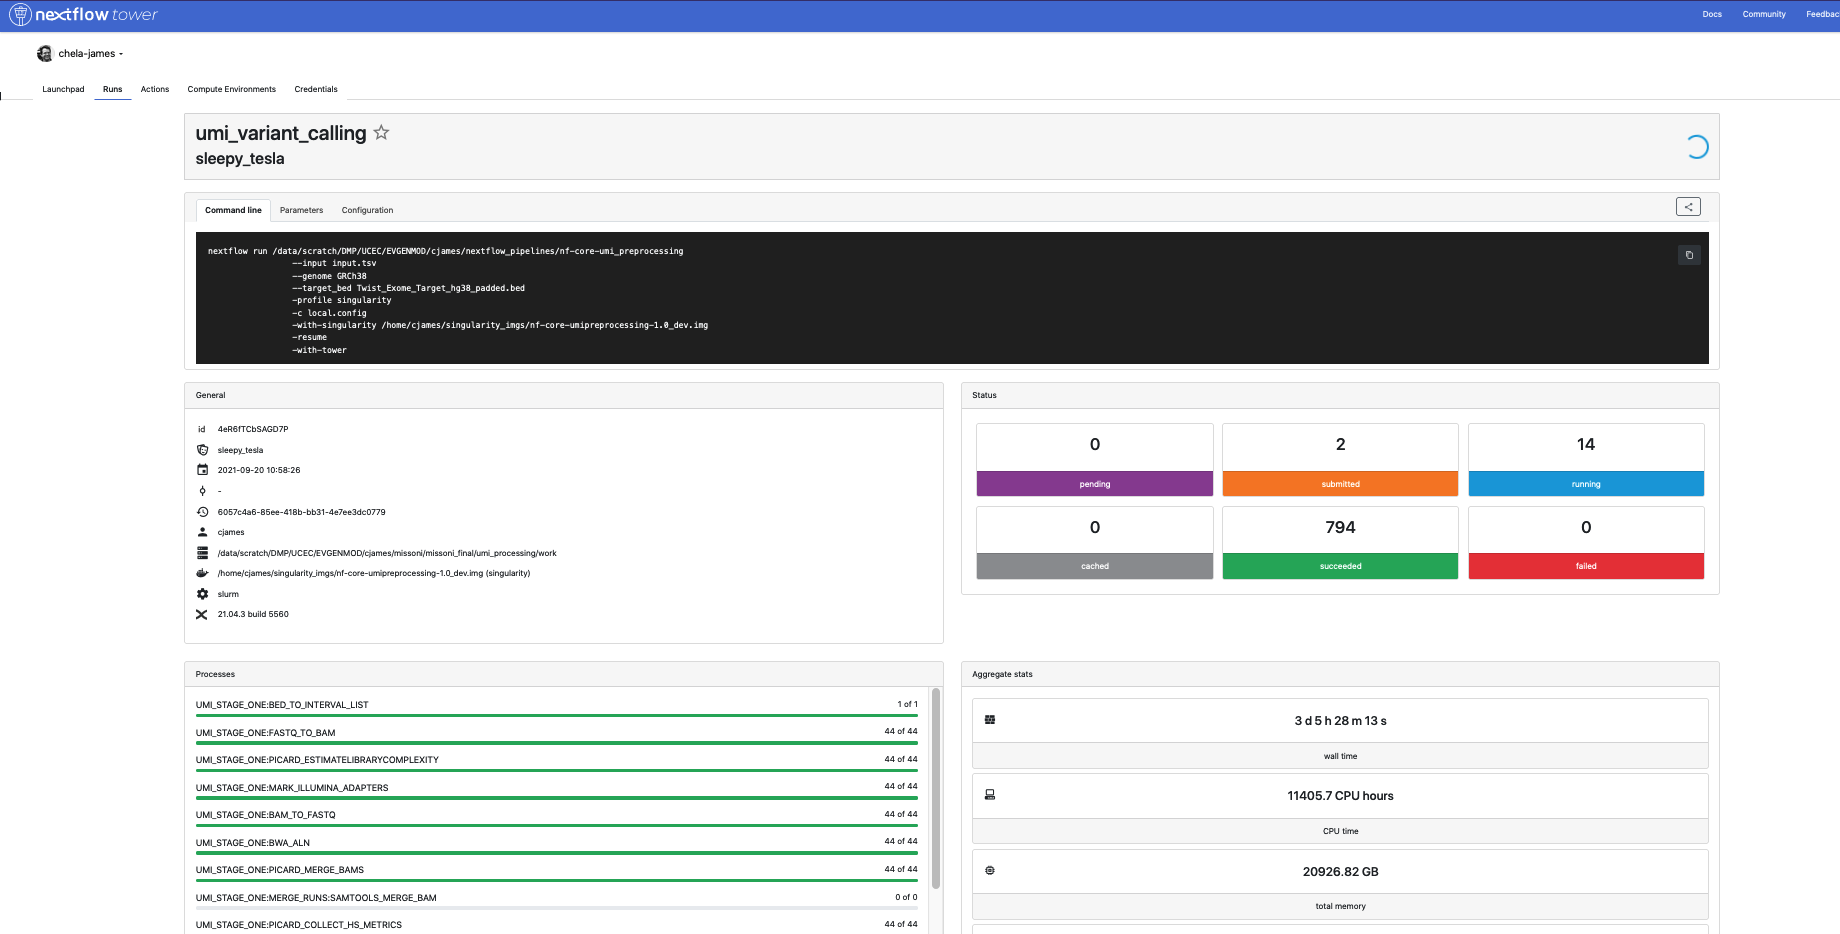 nextflow tower
Docs Community Feedbac
chela-james
Launchpad Runs Actions Compute Environments Credentials
umi_variant_calling
sleepy_tesla
Command line Parameters Configuration
nextflow run /data/scratch/DMP/UCEC/EVGENMOD/cjames/nextflow_pipelines/nf-core-umi_preprocessing
--input input.tsv
--genome GRCh38
--target_bed Twist_Exome_Target_hg38_padded.bed
-profile singularity
-c local.config
-with-singularity /home/cjames/singularity_imgs/nf-core-umipreprocessing-1.0_dev.img
-resume
-with-tower
General
id 4eR6fTCbSAGD7P
sleepy_tesla
2021-09-20 10:58:26
-
6057c4a6-85ee-418b-bb31-4e7ee3dc0779
cjames
/data/scratch/DMP/UCEC/EVGENMOD/cjames/missoni/missoni_final/umi_processing/work
/home/cjames/singularity_imgs/nf-core-umipreprocessing-1.0_dev.img (singularity)
slurm
21.04.3 build 5560
Status
0 2 14
pending submitted running
0 794 0
cached succeeded failed
Processes
UMI_STAGE_ONE:BED_TO_INTERVAL_LIST 1 of 1
UMI_STAGE_ONE:FASTQ_TO_BAM 44 of 44
UMI_STAGE_ONE:PICARD_ESTIMATELIBRARYCOMPLEXITY 44 of 44
UMI_STAGE_ONE:MARK_ILLUMINA_ADAPTERS 44 of 44
UMI_STAGE_ONE:BAM_TO_FASTQ 44 of 44
UMI_STAGE_ONE:BWA_ALN 44 of 44
UMI_STAGE_ONE:PICARD_MERGE_BAMS 44 of 44
UMI_STAGE_ONE:MERGE_RUNS:SAMTOOLS_MERGE_BAM 0 of 0
UMI_STAGE_ONE:PICARD_COLLECT_HS_METRICS 44 of 44
Aggregate stats
3 d 5 h 28 m 13 s
wall time
11405.7 CPU hours
CPU time
20926.82 GB
total memory